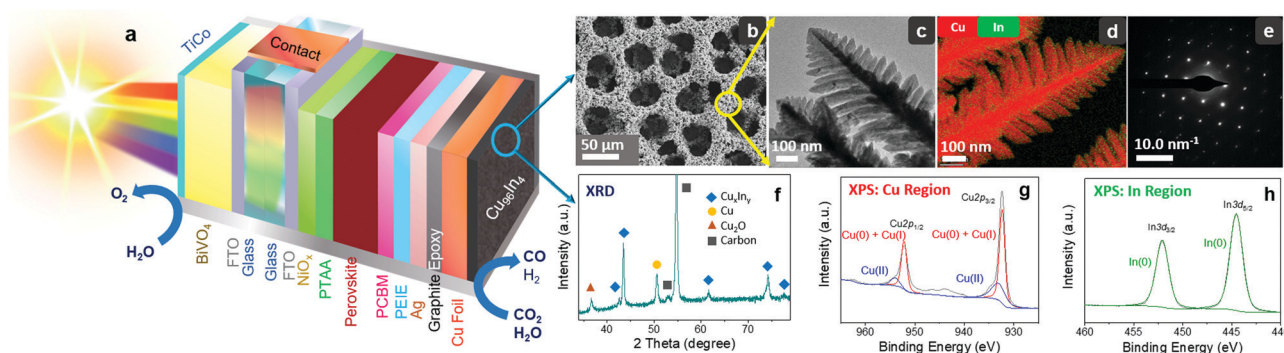 a
TiCo
Contact
O₂
H₂O
BiVO₄
FTO
Glass
Glass
FTO
NiOₓ
PTAA
Perovskite
PCBM
PEIE
Ag
Graphite Epoxy
Cu Foil
Cu₉₆In₄
CO
H₂
CO₂
H₂O
b
50 µm
c
100 nm
Cu In
d
100 nm
e
10.0 nm⁻¹
XRD
f
CuₓInᵧ
Cu
Cu₂O
Carbon
Intensity (a.u.)
40 50 60 70
2 Theta (degree)
XPS: Cu Region
g
Cu2p₃/₂
Cu2p₁/₂
Cu(0) + Cu(I)
Cu(0) + Cu(I)
Cu(II)
Cu(II)
Intensity (a.u.)
960 950 940 930
Binding Energy (eV)
XPS: In Region
h
In3d₅/₂
In3d₃/₂
In(0)
In(0)
Intensity (a.u.)
460 455 450 445 44
Binding Energy (eV)